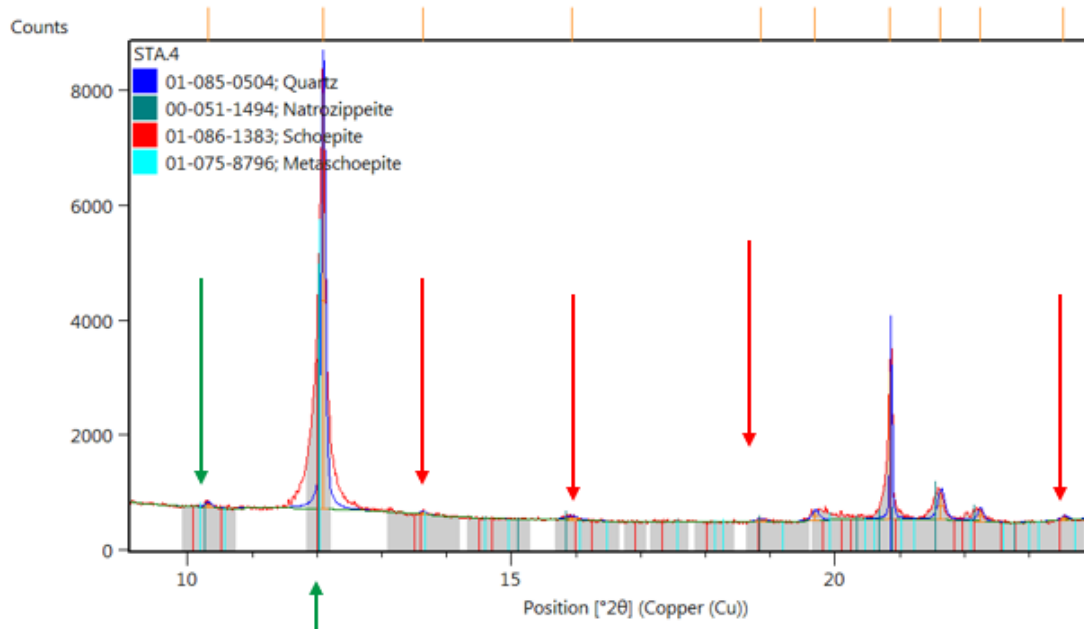 Counts
STA.4
01-085-0504; Quartz
00-051-1494; Natrozippeite
01-086-1383; Schoepite
01-075-8796; Metaschoepite
8000
6000
4000
2000
0
10
15
20
Position [°2θ] (Copper (Cu))